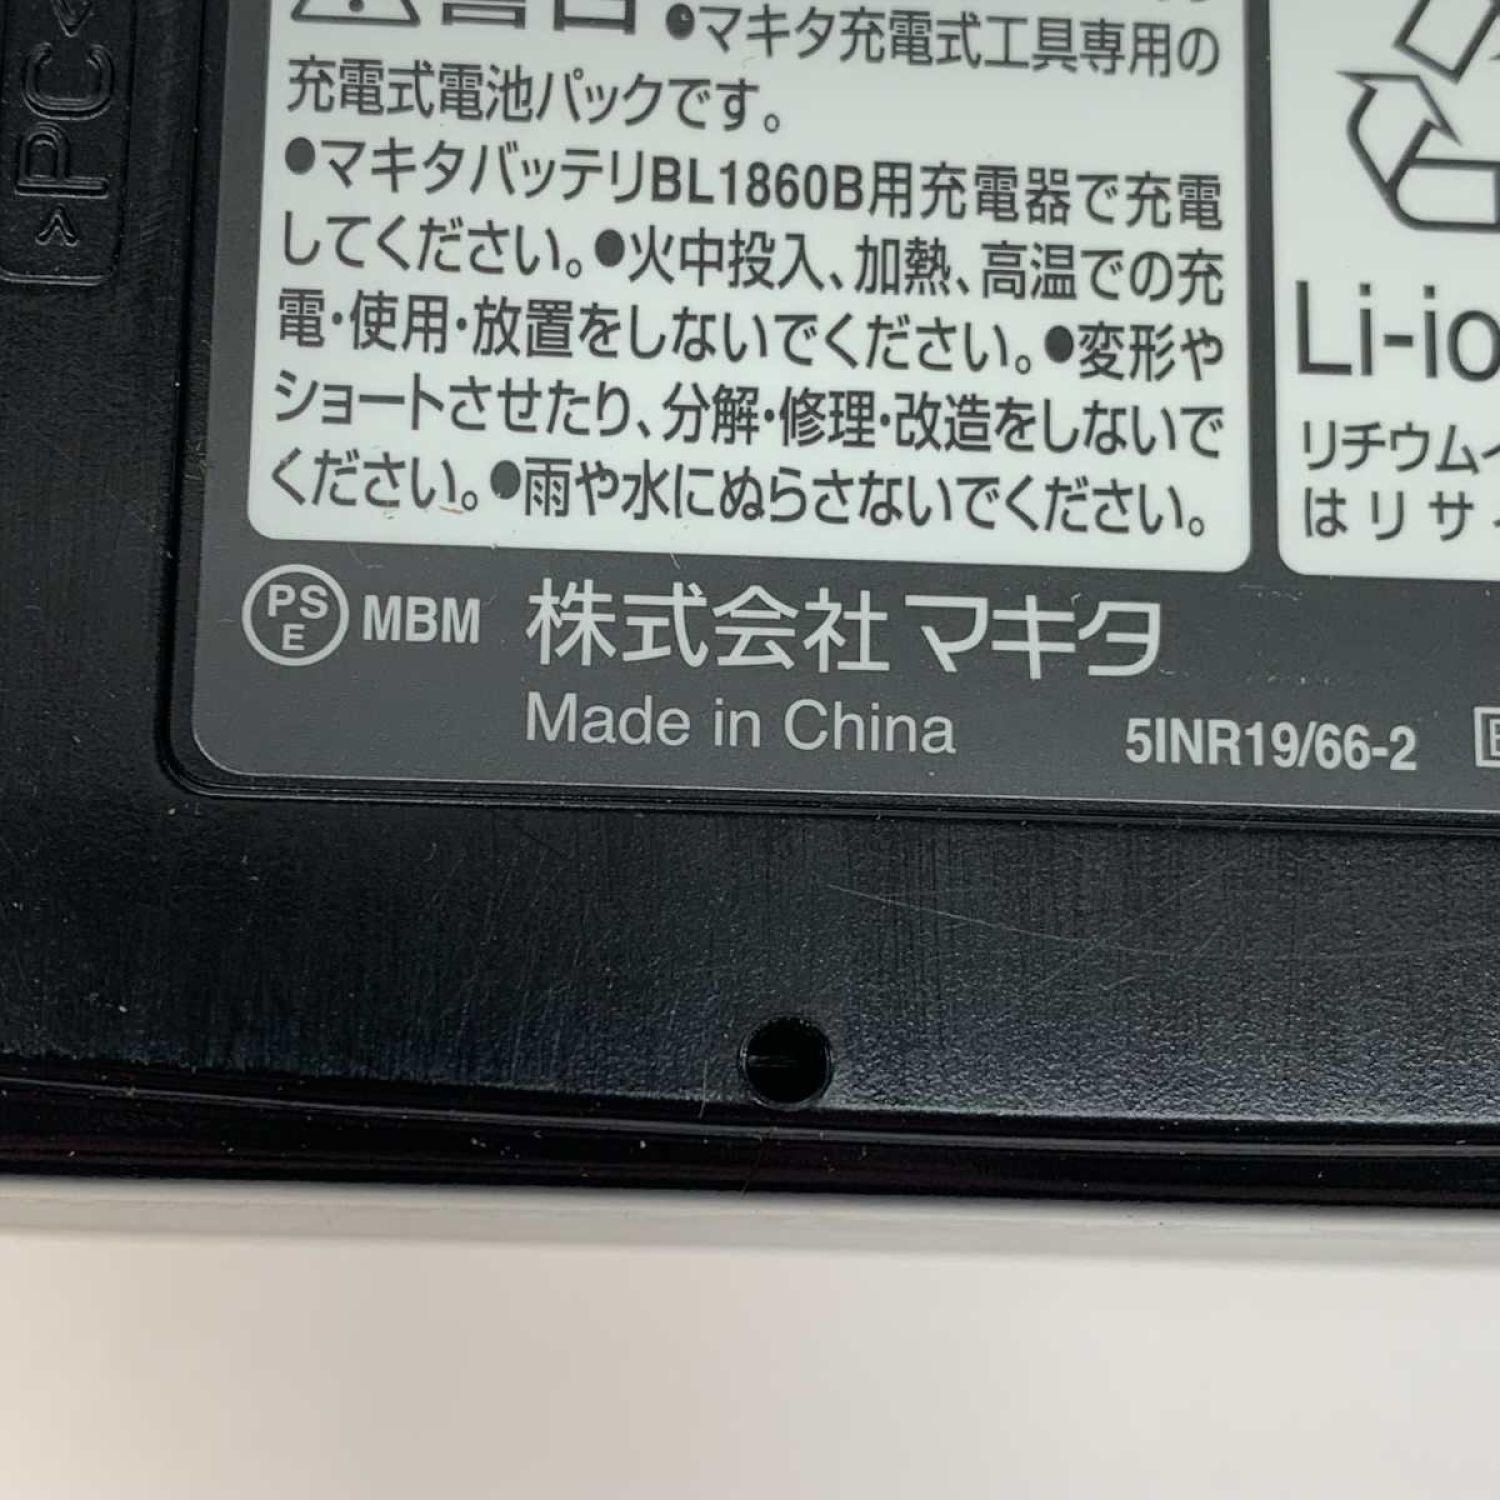 >PC<
警告 ●マキタ充電式工具専用の
充電式電池パックです。
●マキタバッテリBL1860B用充電器で充電
してください。●火中投入、加熱、高温での充
電・使用・放置をしないでください。●変形や
ショートさせたり、分解・修理・改造をしないで
ください。●雨や水にぬらさないでください。
Li-io
リチウムイ
はリサイ
PS
E
MBM 株式会社マキタ
Made in China 5INR19/66-2